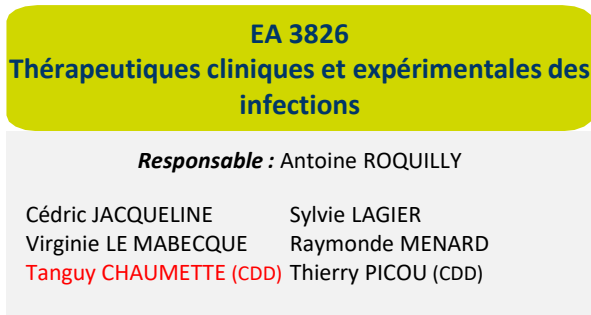 EA 3826
Thérapeutiques cliniques et expérimentales des
infections
Responsable : Antoine ROQUILLY
Cédric JACQUELINE Sylvie LAGIER
Virginie LE MABECQUE Raymonde MENARD
Tanguy CHAUMETTE (CDD) Thierry PICOU (CDD)